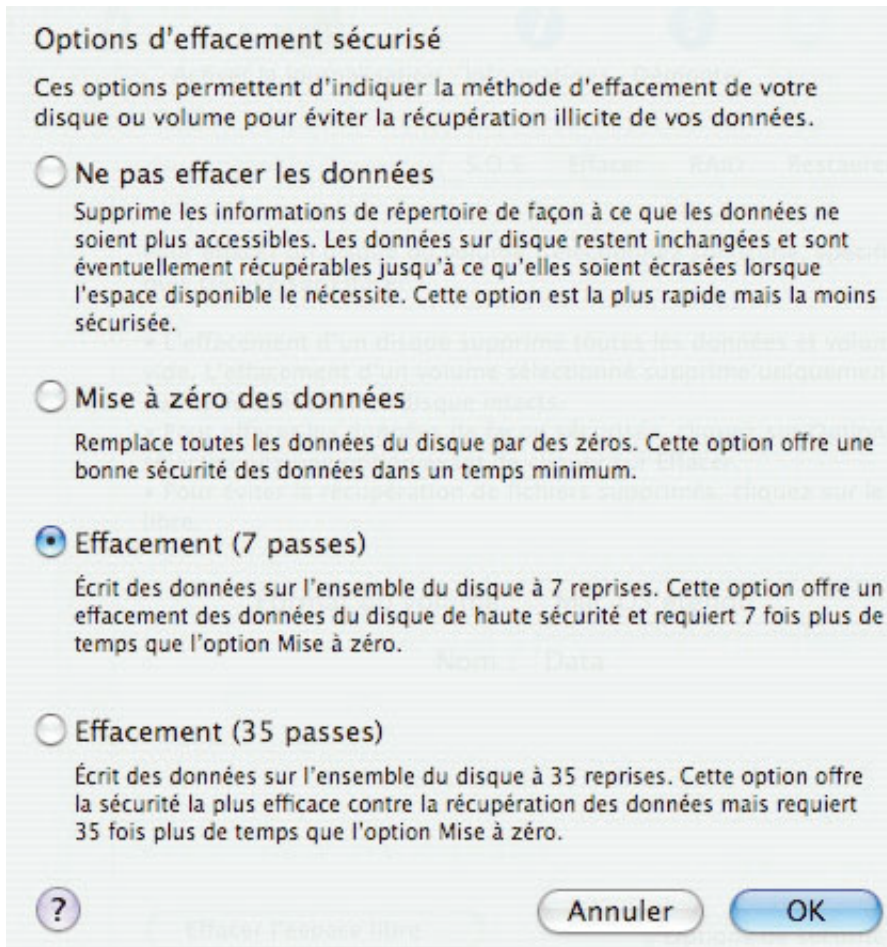 Options d'effacement sécurisé
Ces options permettent d'indiquer la méthode d'effacement de votre
disque ou volume pour éviter la récupération illicite de vos données.
Ne pas effacer les données
Supprime les informations de répertoire de façon à ce que les données ne
soient plus accessibles. Les données sur disque restent inchangées et sont
éventuellement récupérables jusqu'à ce qu'elles soient écrasées lorsque
l'espace disponible le nécessite. Cette option est la plus rapide mais la moins
sécurisée.
Mise à zéro des données
Remplace toutes les données du disque par des zéros. Cette option offre une
bonne sécurité des données dans un temps minimum.
Effacement (7 passes)
Écrit des données sur l'ensemble du disque à 7 reprises. Cette option offre un
effacement des données du disque de haute sécurité et requiert 7 fois plus de
temps que l'option Mise à zéro.
Nom : Data
Effacement (35 passes)
Écrit des données sur l'ensemble du disque à 35 reprises. Cette option offre
la sécurité la plus efficace contre la récupération des données mais requiert
35 fois plus de temps que l'option Mise à zéro.
? Annuler OK
Effacer l'espace libre